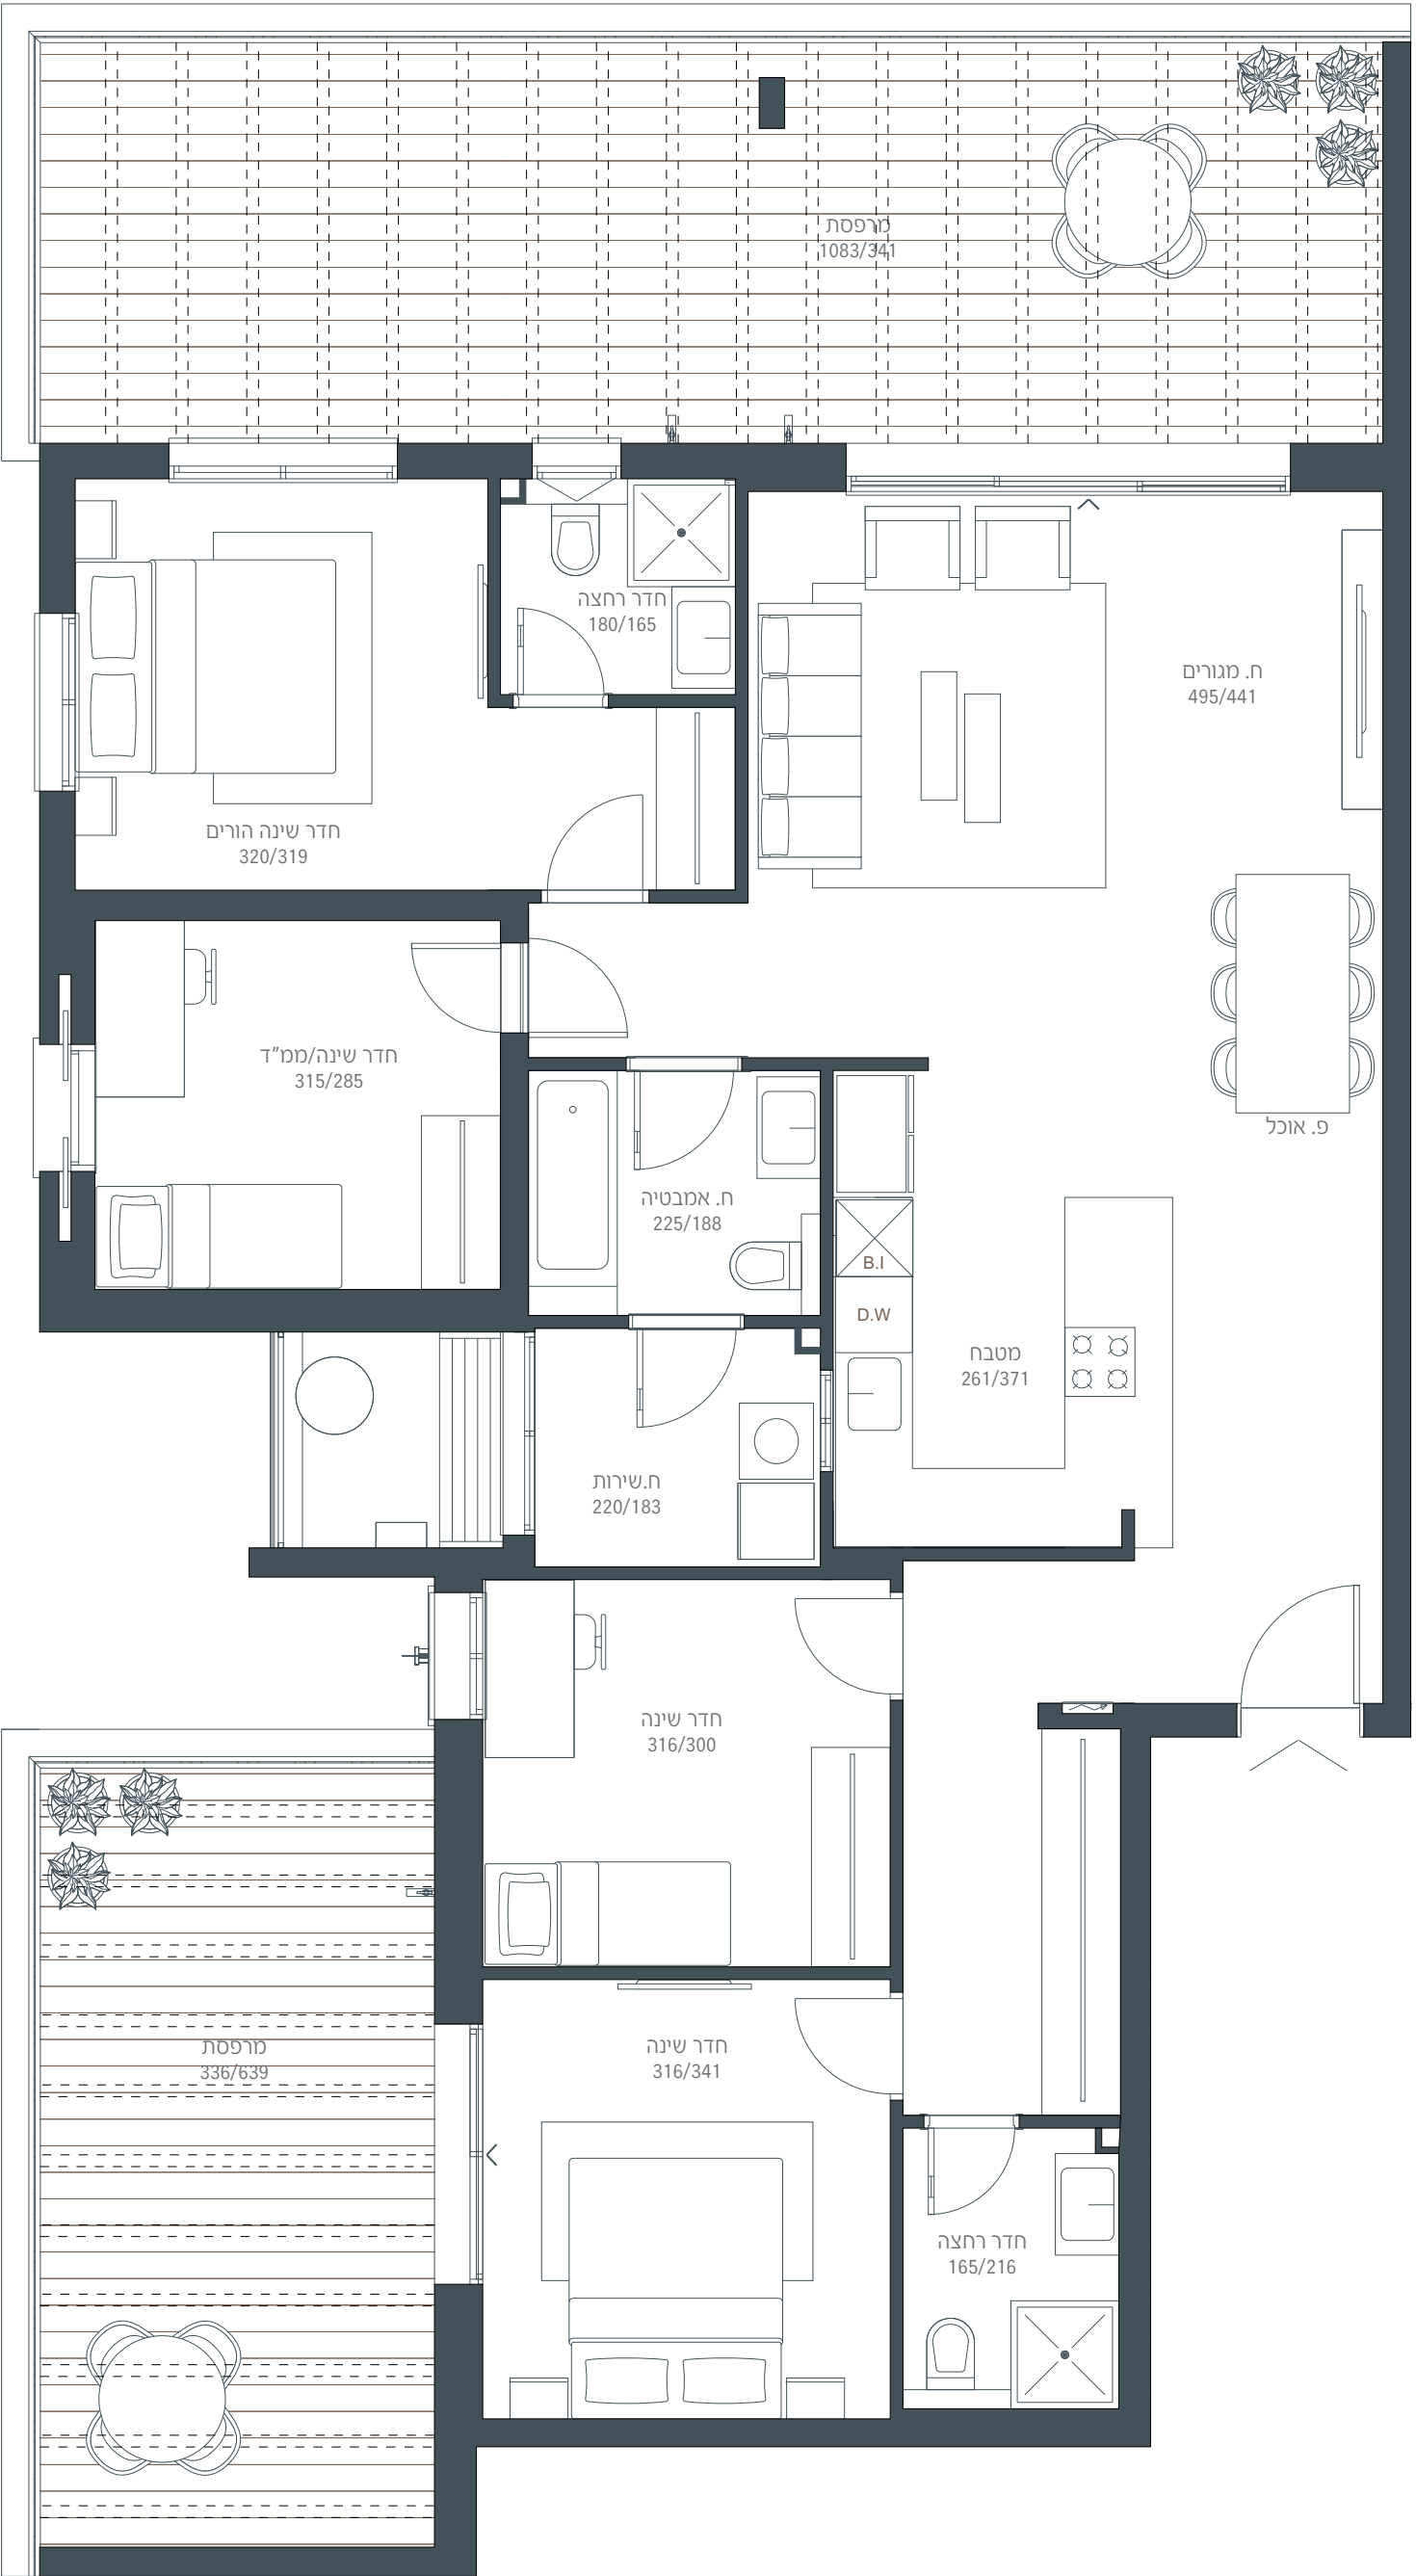 מרפסת
1083/341
חדר רחצה
180/165
ח. מגורים
495/441
חדר שינה הורים
320/319
חדר שינה/ממ"ד
315/285
פ. אוכל
ח. אמבטיה
225/188
B.I
D.W
מטבח
261/371
ח.שירות
220/183
חדר שינה
316/300
מרפסת
336/639
חדר שינה
316/341
חדר רחצה
165/216